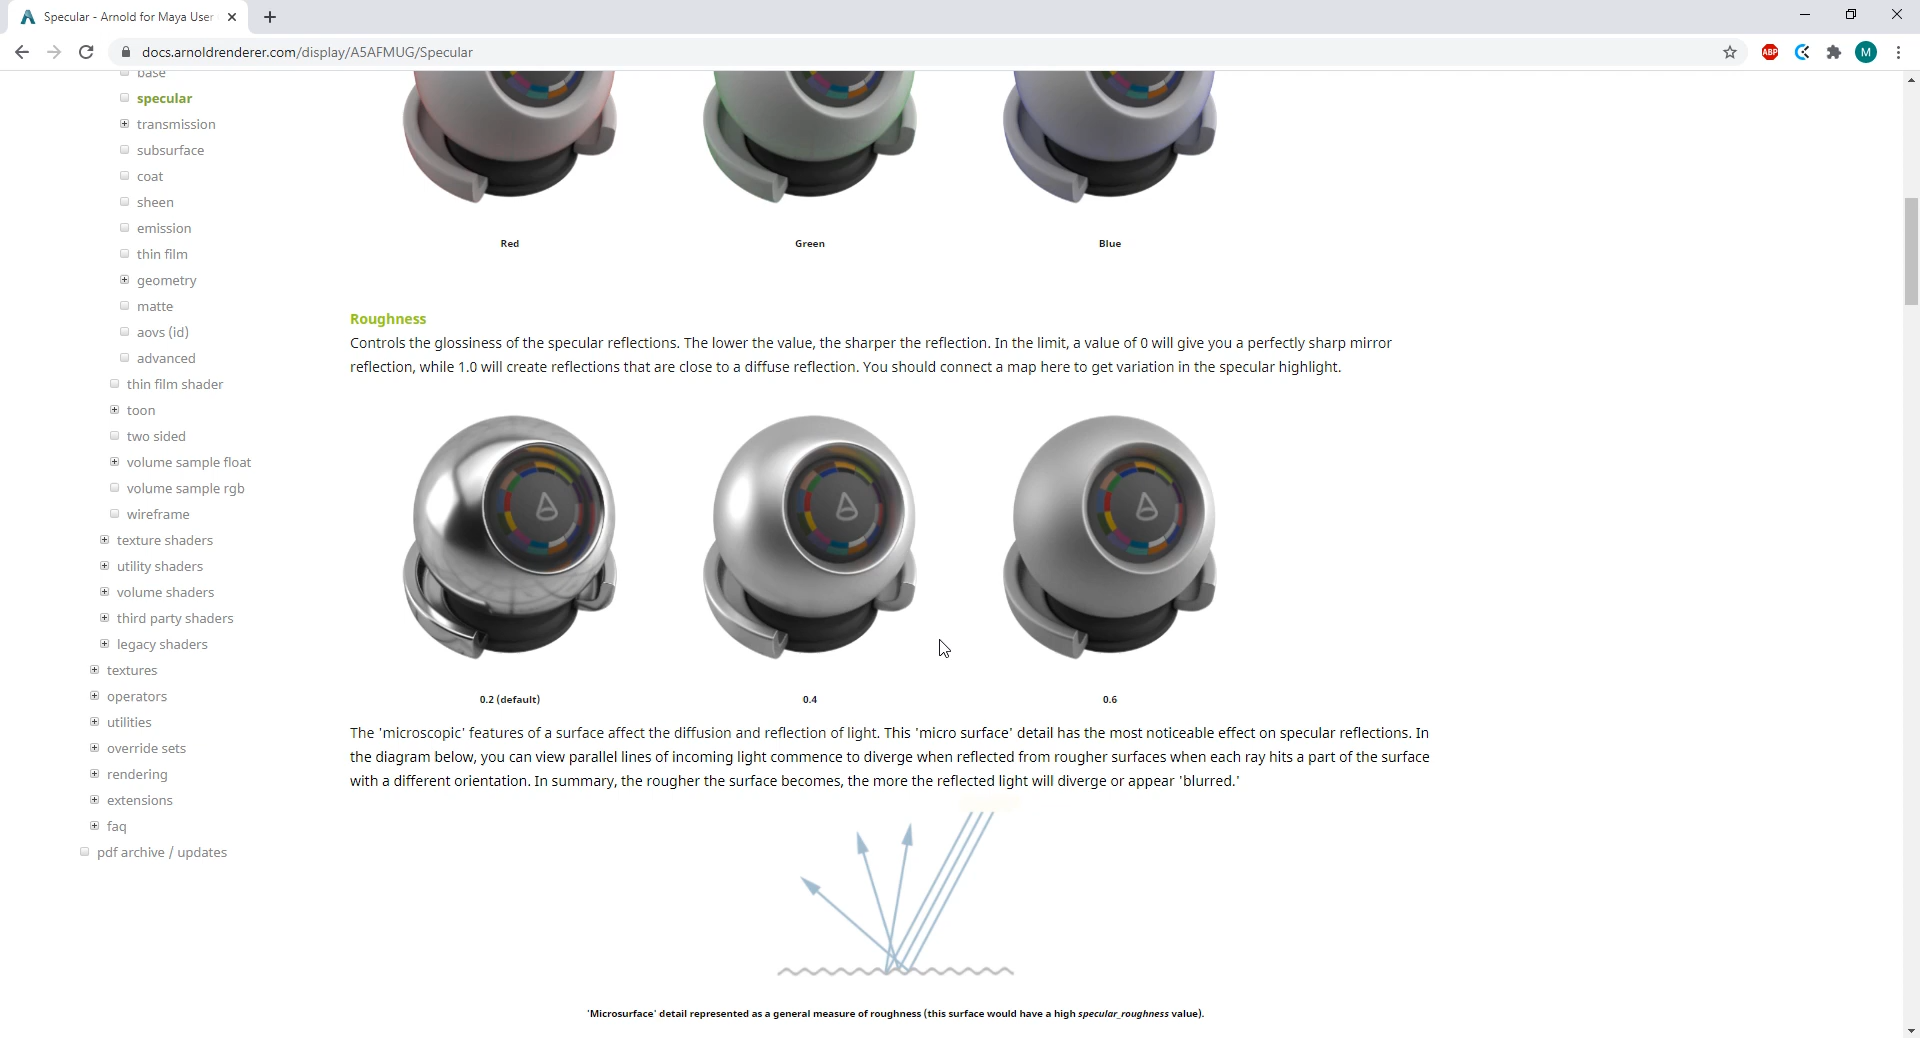 Specular - Arnold for Maya User
docs.arnoldrenderer.com/display/A5AFMUG/Specular
ABP
M
base
specular
transmission
subsurface
coat
sheen
emission
thin film
geometry
matte
aovs (id)
advanced
thin film shader
toon
two sided
volume sample float
volume sample rgb
wireframe
texture shaders
utility shaders
volume shaders
third party shaders
legacy shaders
textures
operators
utilities
override sets
rendering
extensions
faq
pdf archive / updates
Red
Green
Blue
Roughness
Controls the glossiness of the specular reflections. The lower the value, the sharper the reflection. In the limit, a value of 0 will give you a perfectly sharp mirror
reflection, while 1.0 will create reflections that are close to a diffuse reflection. You should connect a map here to get variation in the specular highlight.
0.2 (default)
0.4
0.6
The 'microscopic' features of a surface affect the diffusion and reflection of light. This 'micro surface' detail has the most noticeable effect on specular reflections. In
the diagram below, you can view parallel lines of incoming light commence to diverge when reflected from rougher surfaces when each ray hits a part of the surface
with a different orientation. In summary, the rougher the surface becomes, the more the reflected light will diverge or appear 'blurred.'
'Microsurface' detail represented as a general measure of roughness (this surface would have a high specular_roughness value).